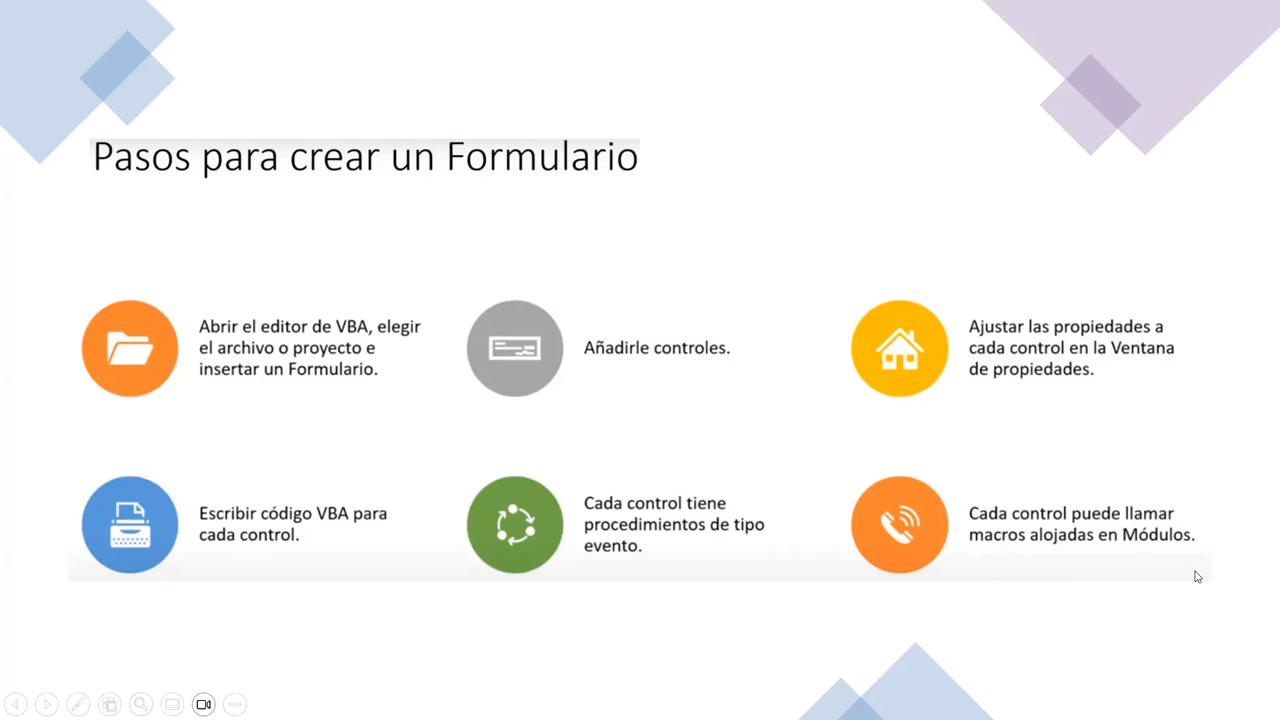 Pasos para crear un Formulario
Abrir el editor de VBA, elegir
el archivo o proyecto e
insertar un Formulario.
Añadirle controles.
Ajustar las propiedades a
cada control en la Ventana
de propiedades.
Escribir código VBA para
cada control.
Cada control tiene
procedimientos de tipo
evento.
Cada control puede llamar
macros alojadas en Módulos.